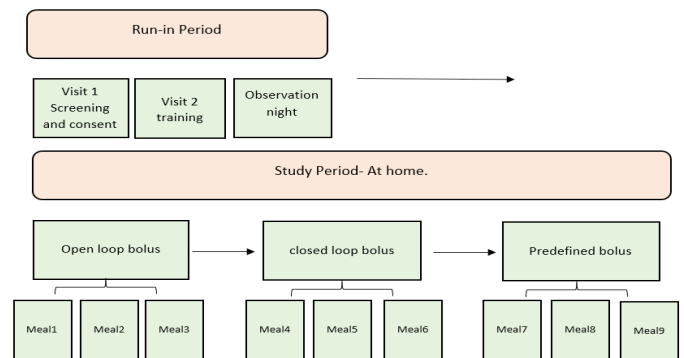 Run-in Period
Visit 1
Screening
and consent
Visit 2
training
Observation
night
Study Period- At home.
Open loop bolus
closed loop bolus
Predefined bolus
Meal1
Meal2
Meal3
Meal4
Meal5
Meal6
Meal7
Meal8
Meal9